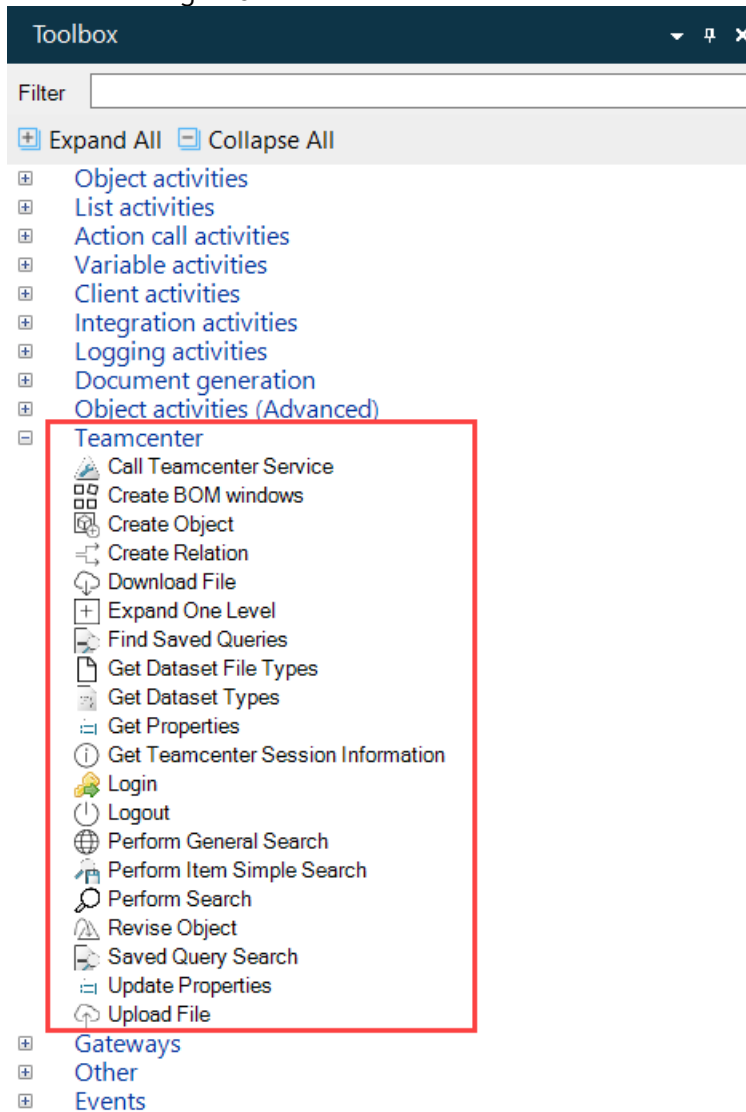 Toolbox
Filter
Expand All Collapse All
Object activities
List activities
Action call activities
Variable activities
Client activities
Integration activities
Logging activities
Document generation
Object activities (Advanced)
Teamcenter
Call Teamcenter Service
Create BOM windows
Create Object
Create Relation
Download File
Expand One Level
Find Saved Queries
Get Dataset File Types
Get Dataset Types
Get Properties
Get Teamcenter Session Information
Login
Logout
Perform General Search
Perform Item Simple Search
Perform Search
Revise Object
Saved Query Search
Update Properties
Upload File
Gateways
Other
Events